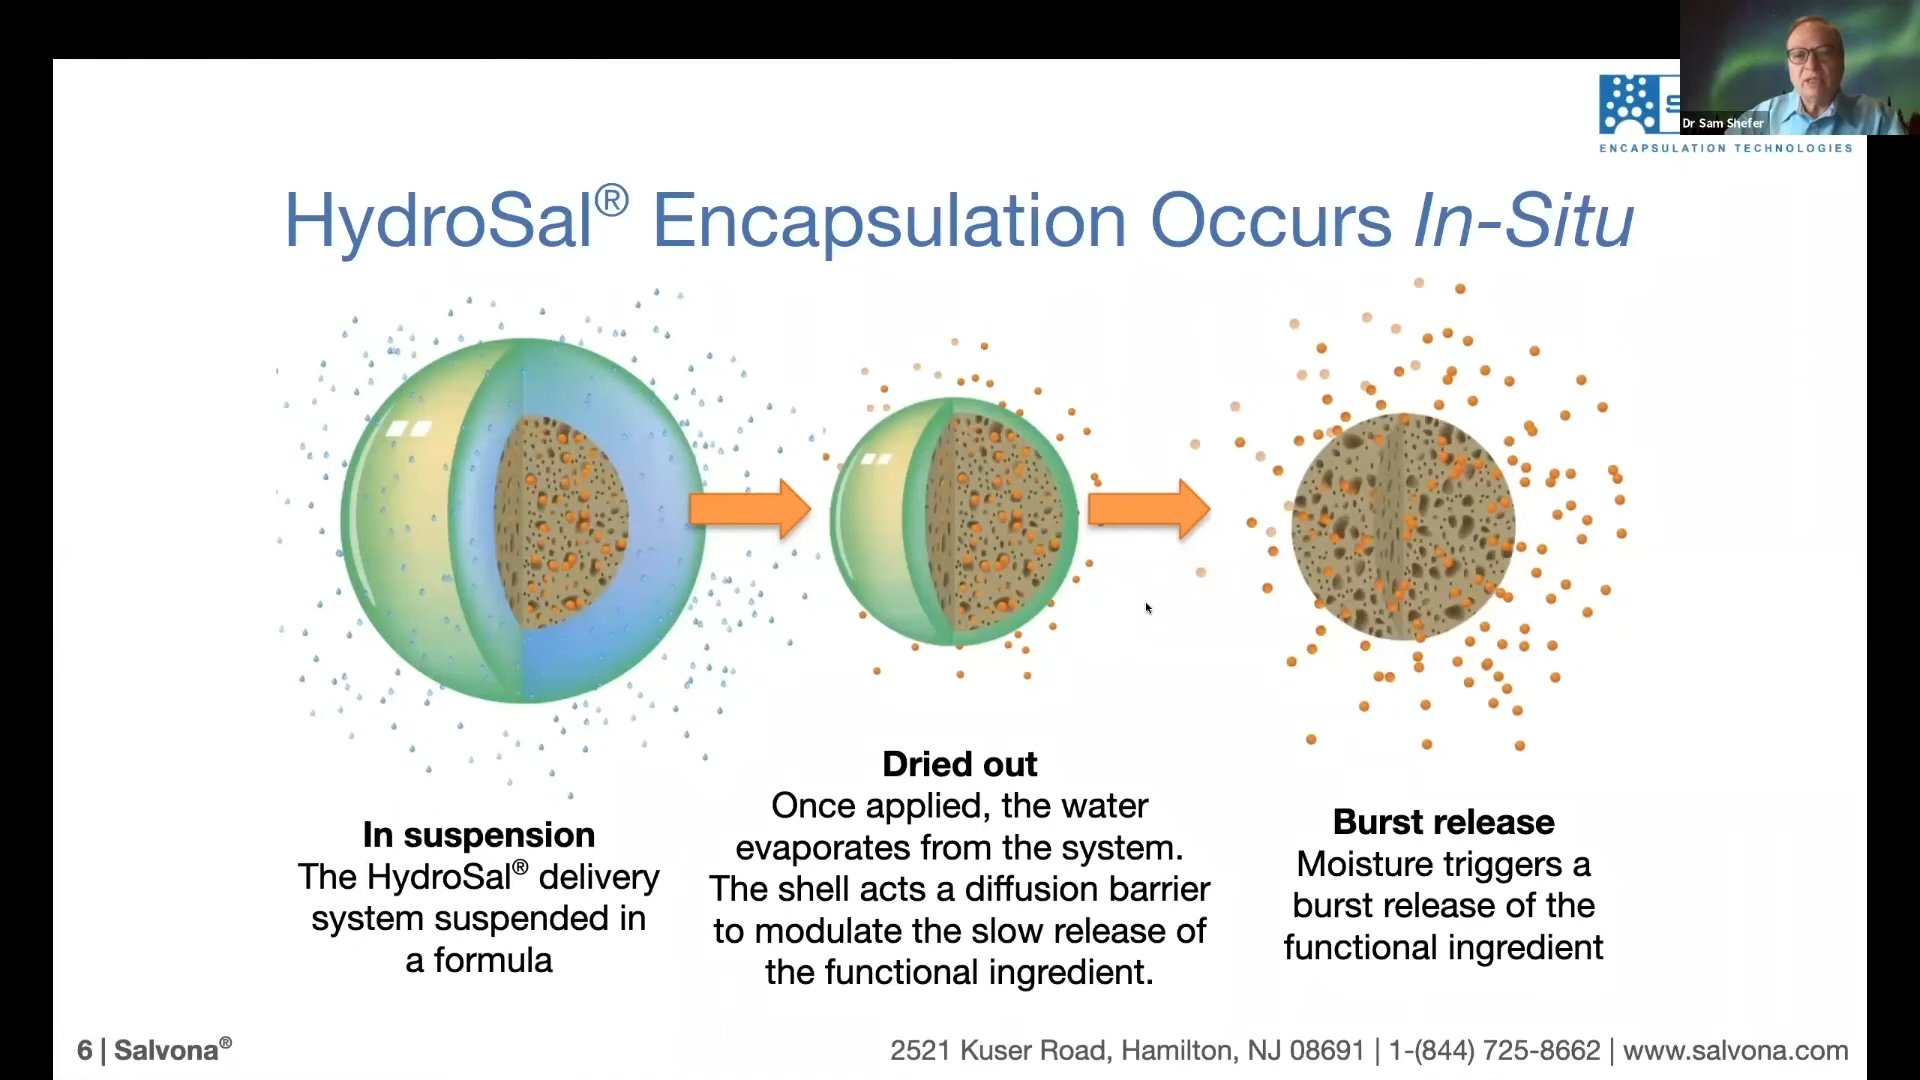 Dr Sam Shefer
ENCAPSULATION TECHNOLOGIES
HydroSal® Encapsulation Occurs In-Situ
In suspension
The HydroSal® delivery
system suspended in
a formula
Dried out
Once applied, the water
evaporates from the system.
The shell acts a diffusion barrier
to modulate the slow release of
the functional ingredient.
Burst release
Moisture triggers a
burst release of the
functional ingredient
6 | Salvona®
2521 Kuser Road, Hamilton, NJ 08691 | 1-(844) 725-8662 | www.salvona.com